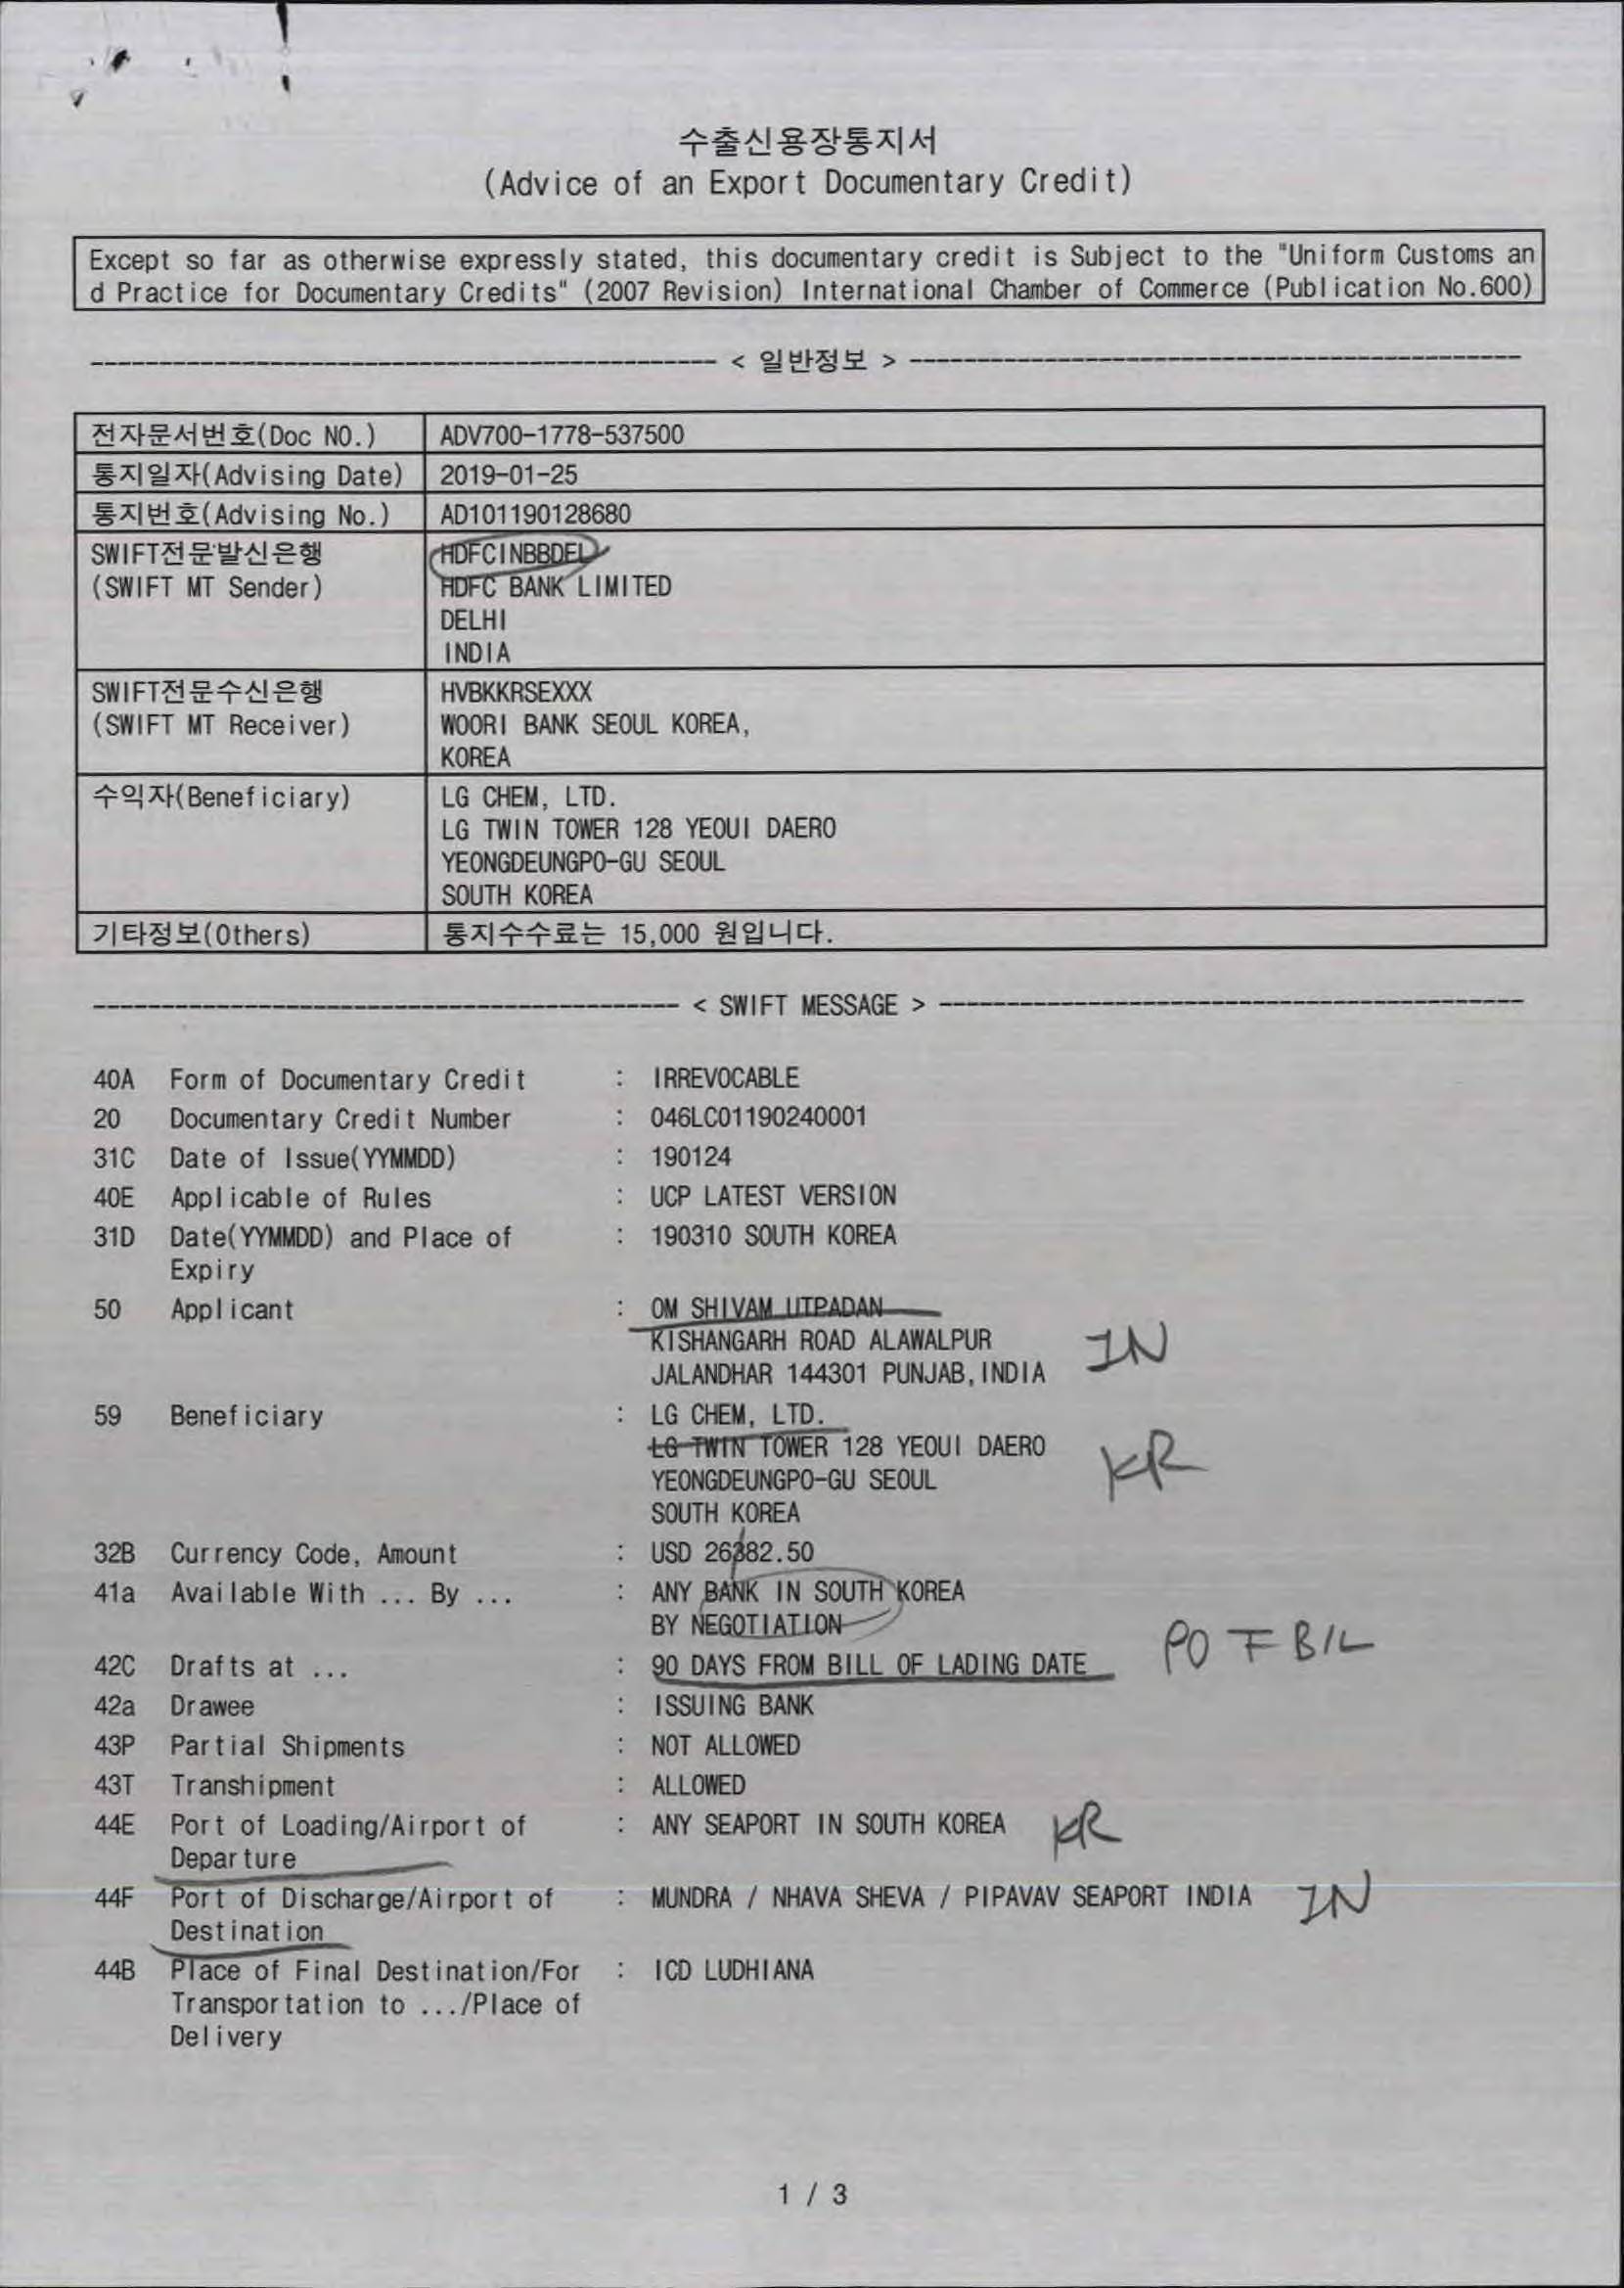 수출신용장통지서
(Advice of an Export Documentary Credit)
Except so far as otherwise expressly stated, this documentary credit is Subject to the "Uniform Customs an
d Practice for Documentary Credits" (2007 Revision) International Chamber of Commerce (Publication No.600)
< 일반정보 >
전자문서번호(Doc NO.) ADV700-1778-537500
통지일자(Advising Date) 2019-01-25
통지번호(Advising No.) AD101190128680
SWIFT전문발신은행 HDFCINBBDEL
(SWIFT MT Sender) HDFC BANK LIMITED
DELHI
INDIA
SWIFT전문수신은행 HVBKKRSEXXX
(SWIFT MT Receiver) WOORI BANK SEOUL KOREA,
KOREA
수익자(Beneficiary) LG CHEM, LTD.
LG TWIN TOWER 128 YEOUI DAERO
YEONGDEUNGPO-GU SEOUL
SOUTH KOREA
기타정보(Others) 통지수수료는 15,000 원입니다.
< SWIFT MESSAGE >
40A Form of Documentary Credit : IRREVOCABLE
20 Documentary Credit Number : 046LC01190240001
31C Date of Issue(YYMMDD) : 190124
40E Applicable of Rules : UCP LATEST VERSION
31D Date(YYMMDD) and Place of : 190310 SOUTH KOREA
Expiry
50 Applicant : OM SHIVAM UTPADAN
KISHANGARH ROAD ALAWALPUR IN
JALANDHAR 144301 PUNJAB,INDIA
59 Beneficiary : LG CHEM, LTD.
LG TWIN TOWER 128 YEOUI DAERO KR
YEONGDEUNGPO-GU SEOUL
SOUTH KOREA
32B Currency Code, Amount : USD
41a Available With ... By ... : ANY BANK IN SOUTH KOREA
BY NEGOTIATION
42C Drafts at ... : 90 DAYS FROM BILL OF LADING DATE F B/L
42a Drawee : ISSUING BANK
43P Partial Shipments : NOT ALLOWED
43T Transhipment : ALLOWED
44E Port of Loading/Airport of : ANY SEAPORT IN SOUTH KOREA KR
Departure
44F Port of Discharge/Airport of : MUNDRA / NHAVA SHEVA / PIPAVAV SEAPORT INDIA IN
Destination
44B Place of Final Destination/For : ICD LUDHIANA
Transportation to .../Place of
Delivery
1 / 3